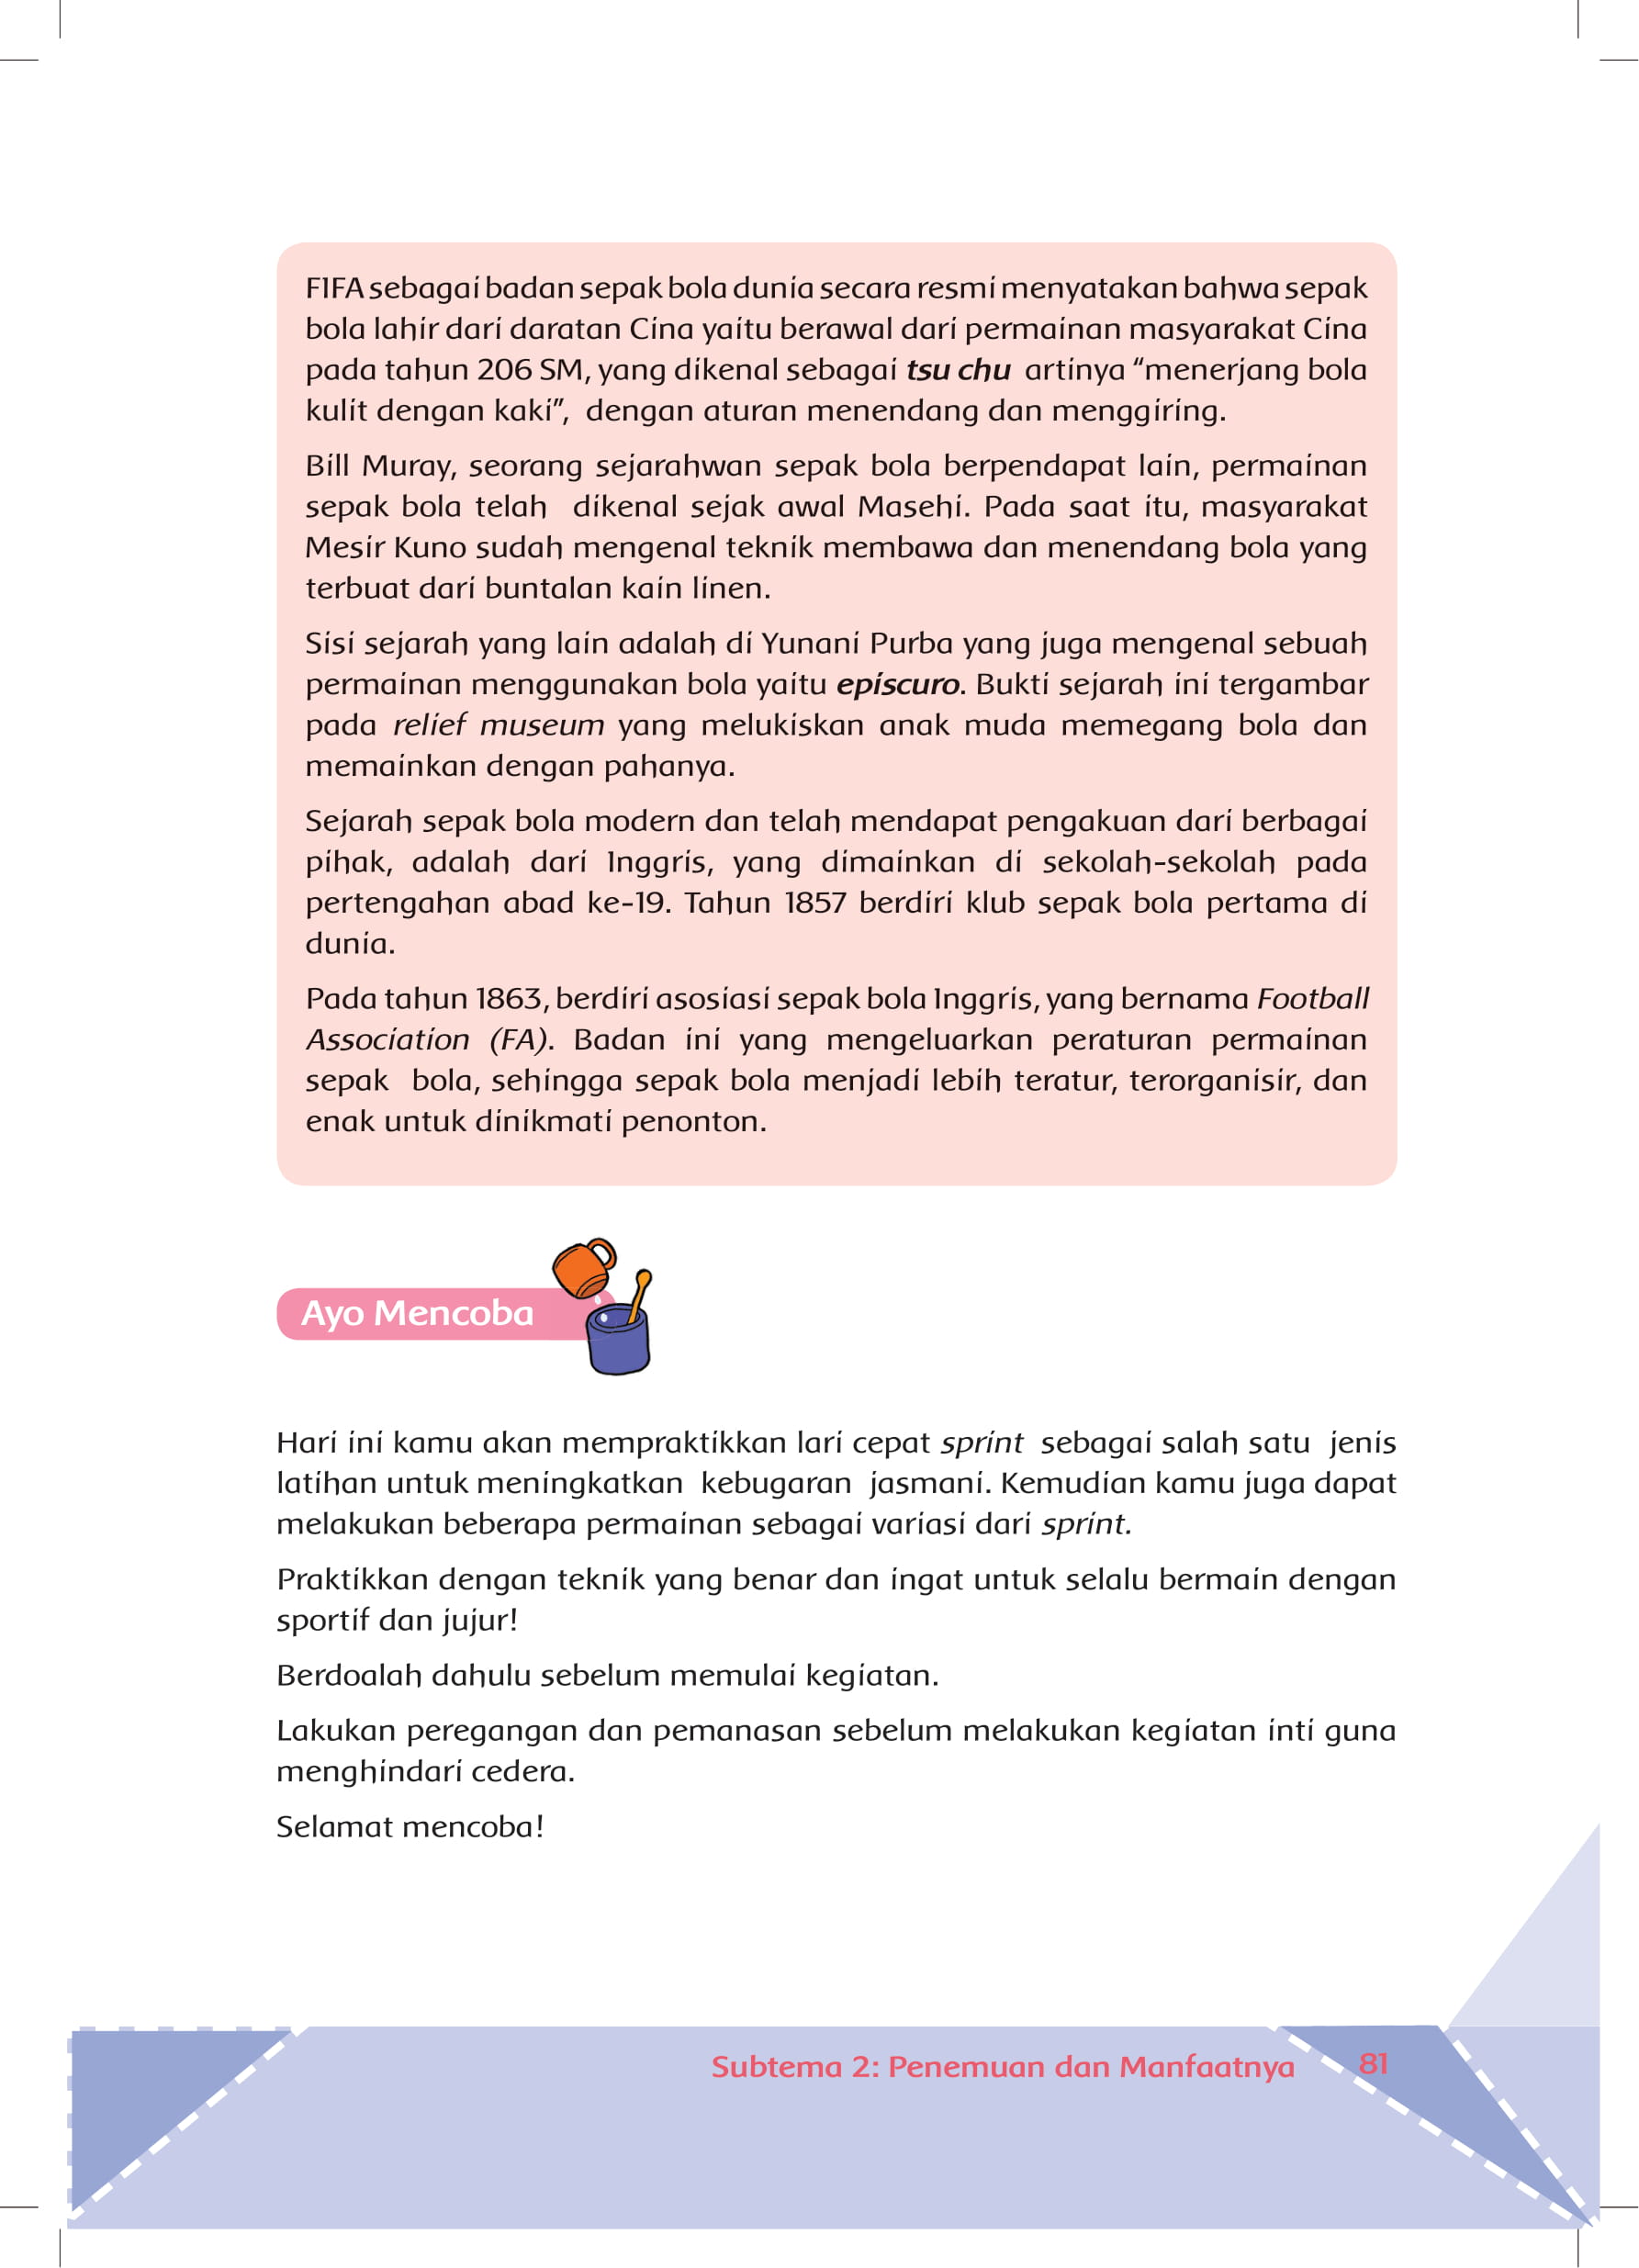 FIFA sebagai badan sepak bola dunia secara resmi menyatakan bahwa sepak
bola lahir dari daratan Cina yaitu berawal dari permainan masyarakat Cina
pada tahun 206 SM, yang dikenal sebagai tsu chu artinya “menerjang bola
kulit dengan kaki”, dengan aturan menendang dan menggiring.
Bill Muray, seorang sejarahwan sepak bola berpendapat lain, permainan
sepak bola telah dikenal sejak awal Masehi. Pada saat itu, masyarakat
Mesir Kuno sudah mengenal teknik membawa dan menendang bola yang
terbuat dari buntalan kain linen.
Sisi sejarah yang lain adalah di Yunani Purba yang juga mengenal sebuah
permainan menggunakan bola yaitu episcuro. Bukti sejarah ini tergambar
pada relief museum yang melukiskan anak muda memegang bola dan
memainkan dengan pahanya.
Sejarah sepak bola modern dan telah mendapat pengakuan dari berbagai
pihak, adalah dari Inggris, yang dimainkan di sekolah-sekolah pada
pertengahan abad ke-19. Tahun 1857 berdiri klub sepak bola pertama di
dunia.
Pada tahun 1863, berdiri asosiasi sepak bola Inggris, yang bernama Football
Association (FA). Badan ini yang mengeluarkan peraturan permainan
sepak bola, sehingga sepak bola menjadi lebih teratur, terorganisir, dan
enak untuk dinikmati penonton.
Ayo Mencoba
Hari ini kamu akan mempraktikkan lari cepat sprint sebagai salah satu jenis
latihan untuk meningkatkan kebugaran jasmani. Kemudian kamu juga dapat
melakukan beberapa permainan sebagai variasi dari sprint.
Praktikkan dengan teknik yang benar dan ingat untuk selalu bermain dengan
sportif dan jujur!
Berdoalah dahulu sebelum memulai kegiatan.
Lakukan peregangan dan pemanasan sebelum melakukan kegiatan inti guna
menghindari cedera.
Selamat mencoba!
Subtema 2: Penemuan dan Manfaatnya 81